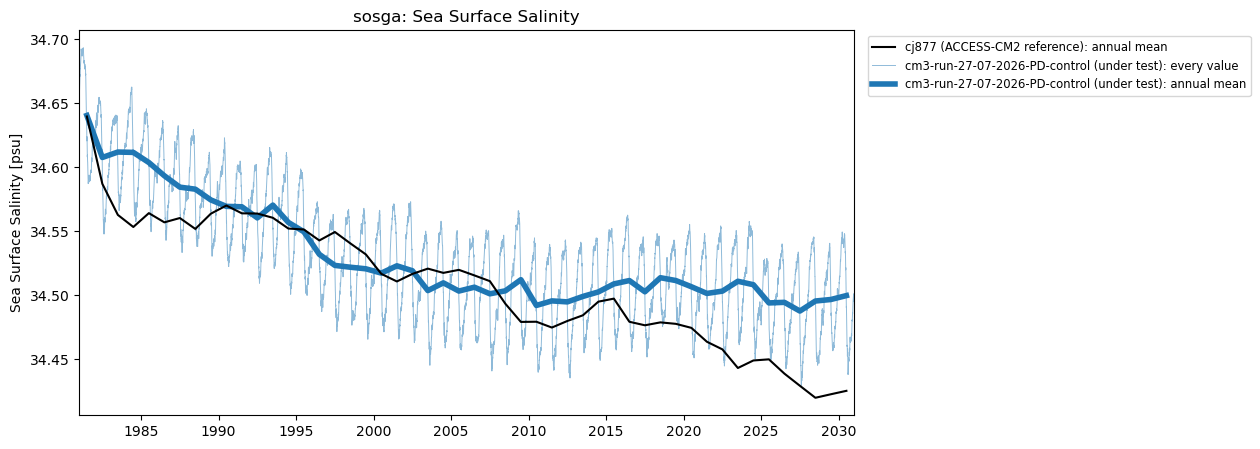 sosga: Sea Surface Salinity
34.70
34.65
34.60
34.55
34.50
34.45
Sea Surface Salinity [psu]
1985 1990 1995 2000 2005 2010 2015 2020 2025 2030
cj877 (ACCESS-CM2 reference): annual mean
cm3-run-27-07-2026-PD-control (under test): every value
cm3-run-27-07-2026-PD-control (under test): annual mean